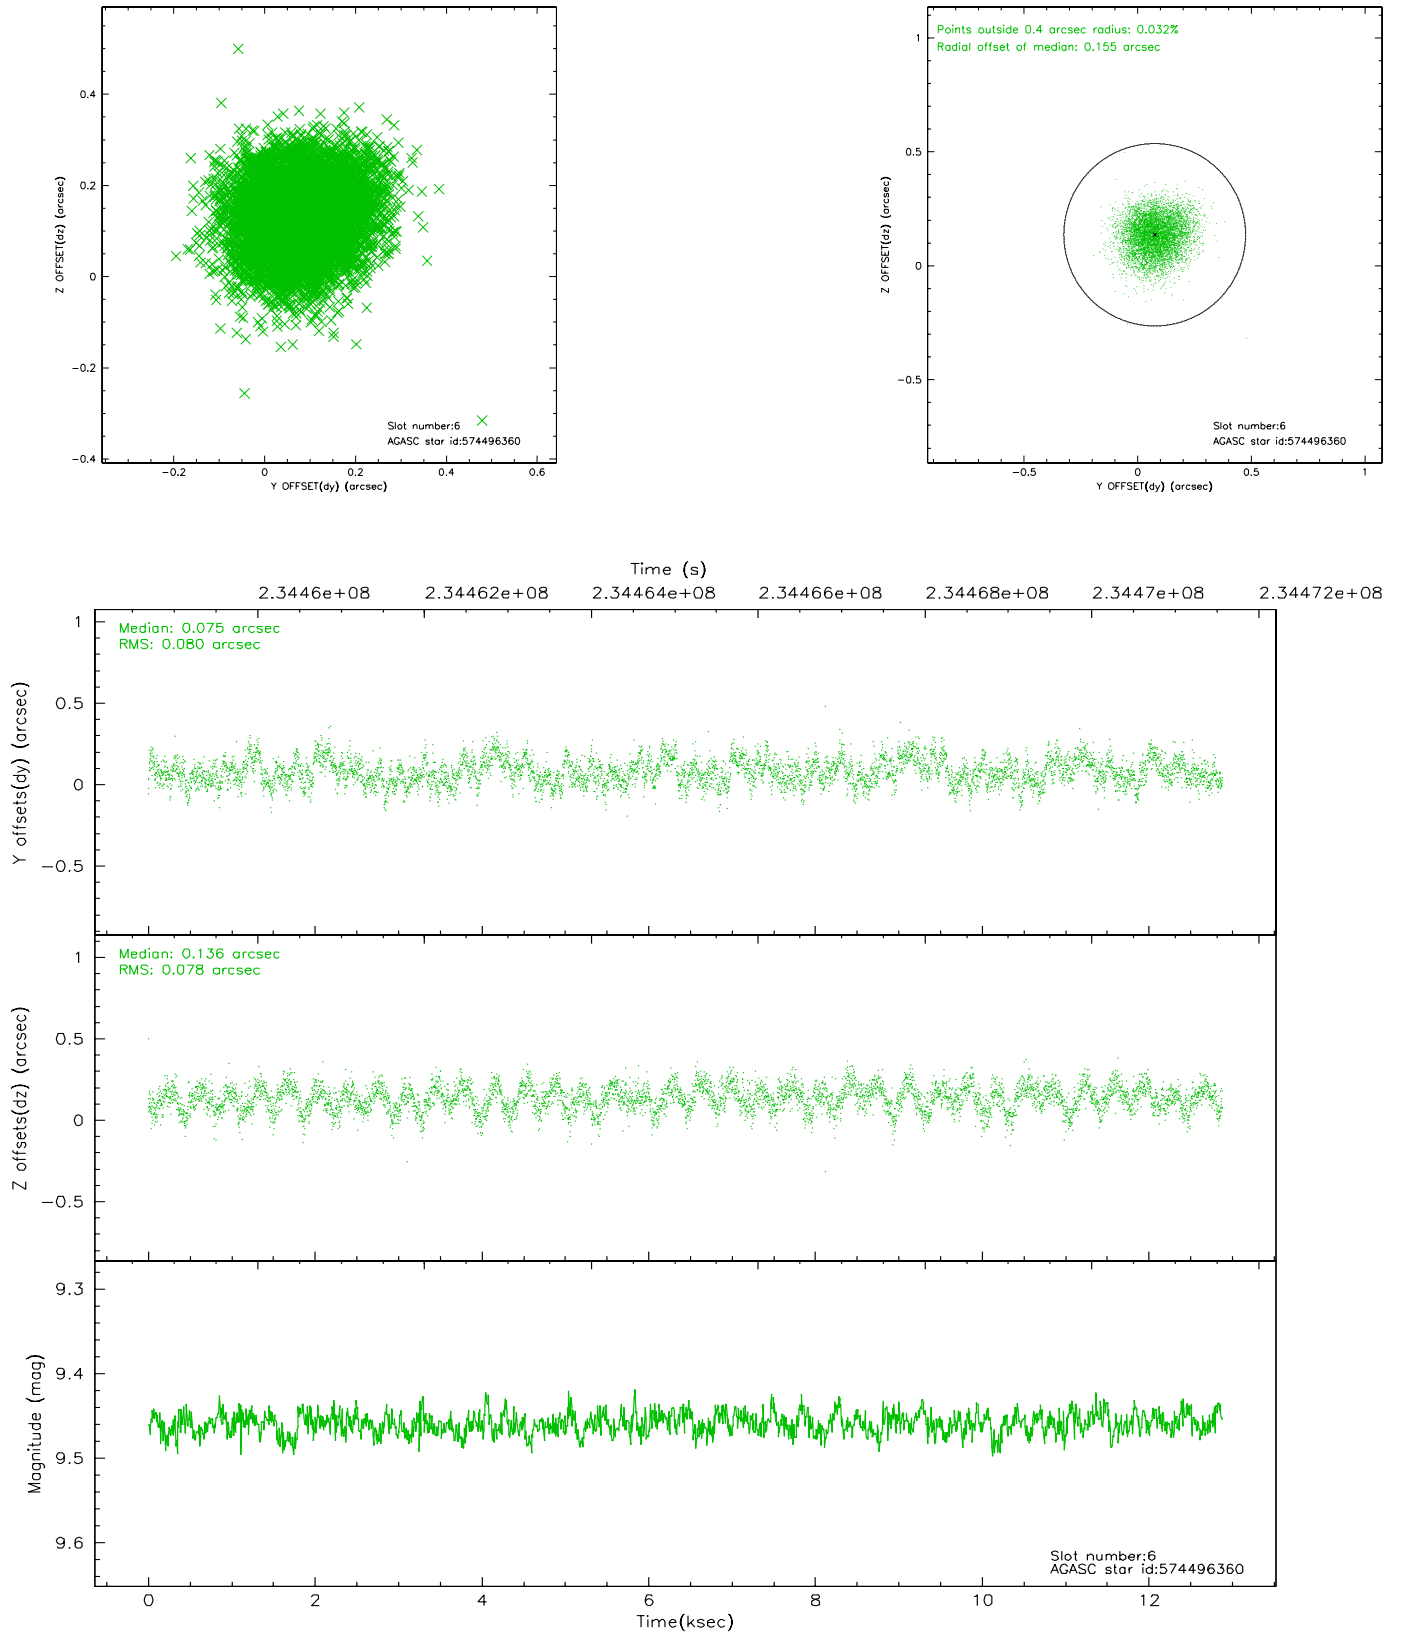 0.4
0.2
0
−0.2
−0.4
Z OFFSET(dz) (arcsec)
−0.2
0
0.2
0.4
0.6
Y OFFSET(dy) (arcsec)
Slot number:6
AGASC star id:574496360
Points outside 0.4 arcsec radius: 0.032%
Radial offset of median: 0.155 arcsec
1
0.5
0
−0.5
Z OFFSET(dz) (arcsec)
−0.5
0
0.5
1
Y OFFSET(dy) (arcsec)
Slot number:6
AGASC star id:574496360
Time (s)
2.3446e+08
2.34462e+08
2.34464e+08
2.34466e+08
2.34468e+08
2.3447e+08
2.34472e+08
Median: 0.075 arcsec
RMS: 0.080 arcsec
1
0.5
0
−0.5
Y offsets(dy) (arcsec)
Median: 0.136 arcsec
RMS: 0.078 arcsec
1
0.5
0
−0.5
Z offsets(dz) (arcsec)
9.3
9.4
9.5
9.6
Magnitude (mag)
Slot number:6
AGASC star id:574496360
0
2
4
6
8
10
12
Time(ksec)